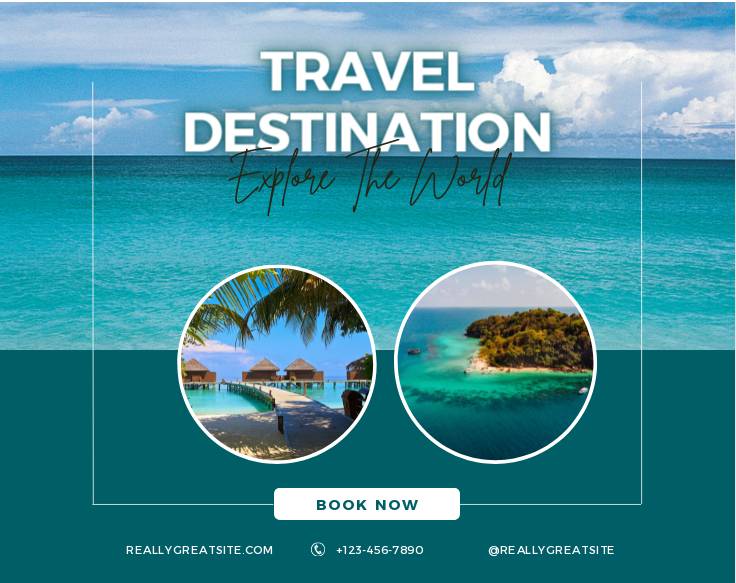 TRAVEL
DESTINATION
Explore The World
BOOK NOW
REALLYGREATSITE.COM
+123-456-7890
@REALLYGREATSITE